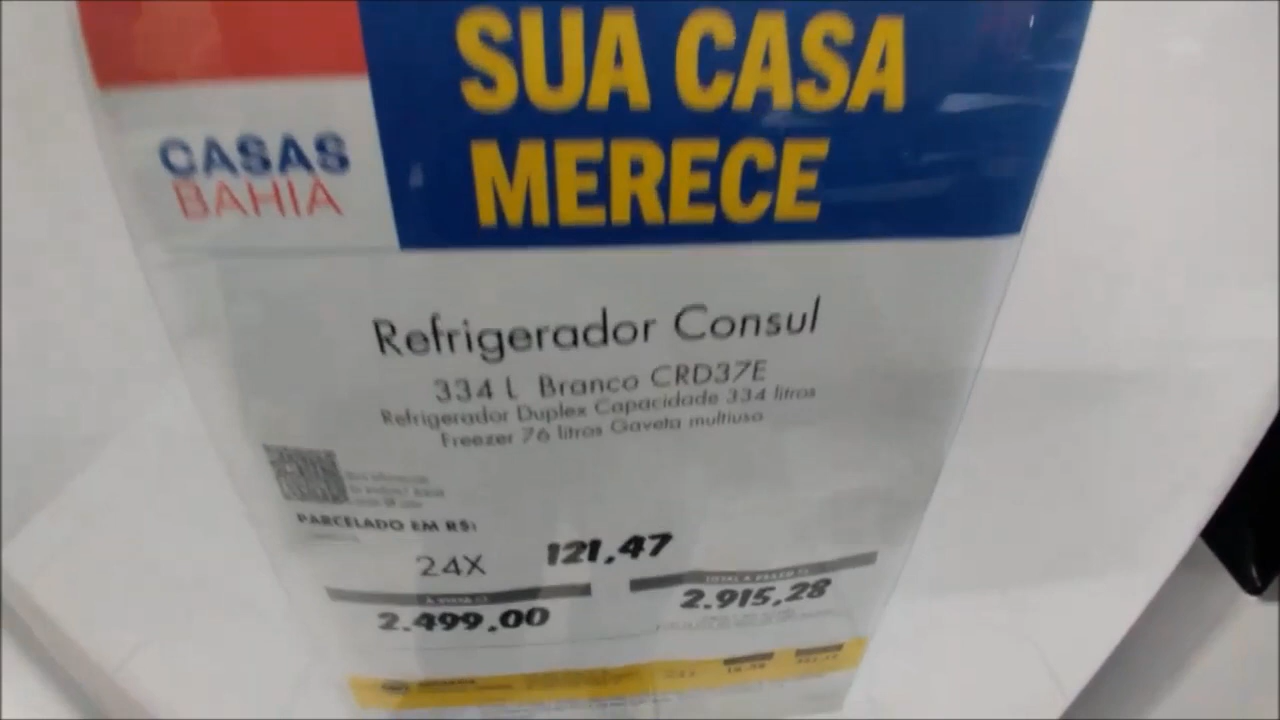 SUA CASA
MERECE
CASAS
BAHIA
Refrigerador Consul
334 L Branco CRD37E
Refrigerador Duplex Capacidade 334 litros
Freezer 76 litros Gaveta multiuso
PARCELADO EM R$:
24X 121,47
2.499,00
2.915,28